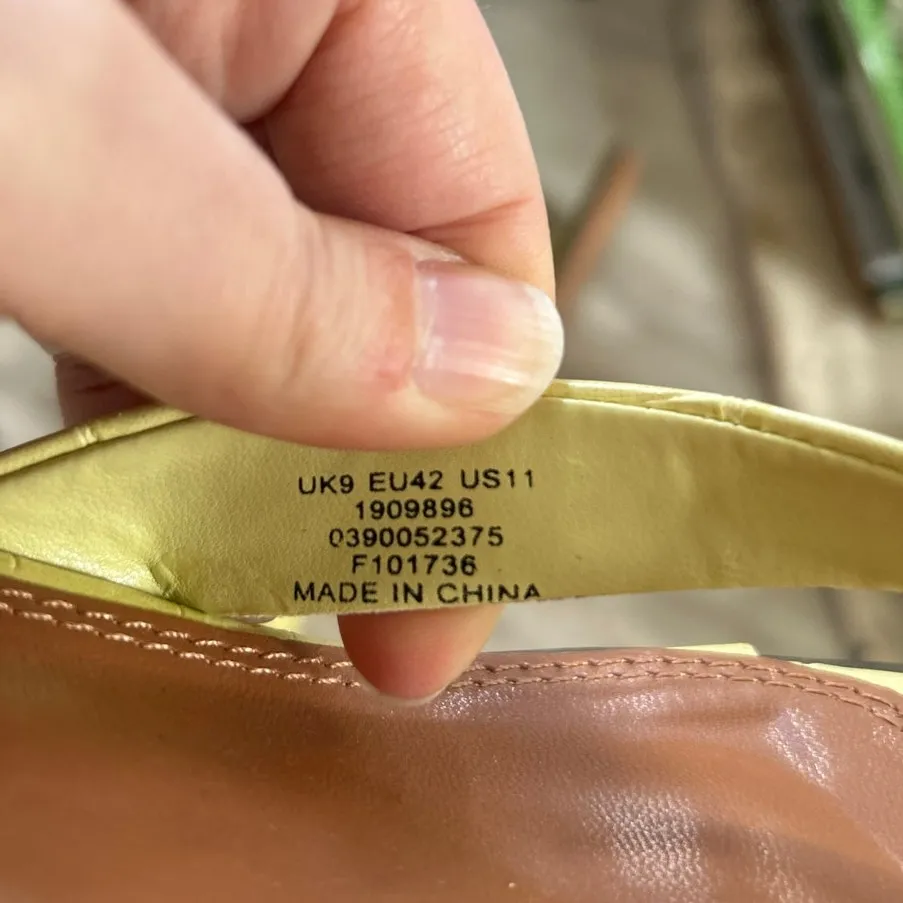 UK9 EU42 US11
1909896
0390052375
F101736
MADE IN CHINA